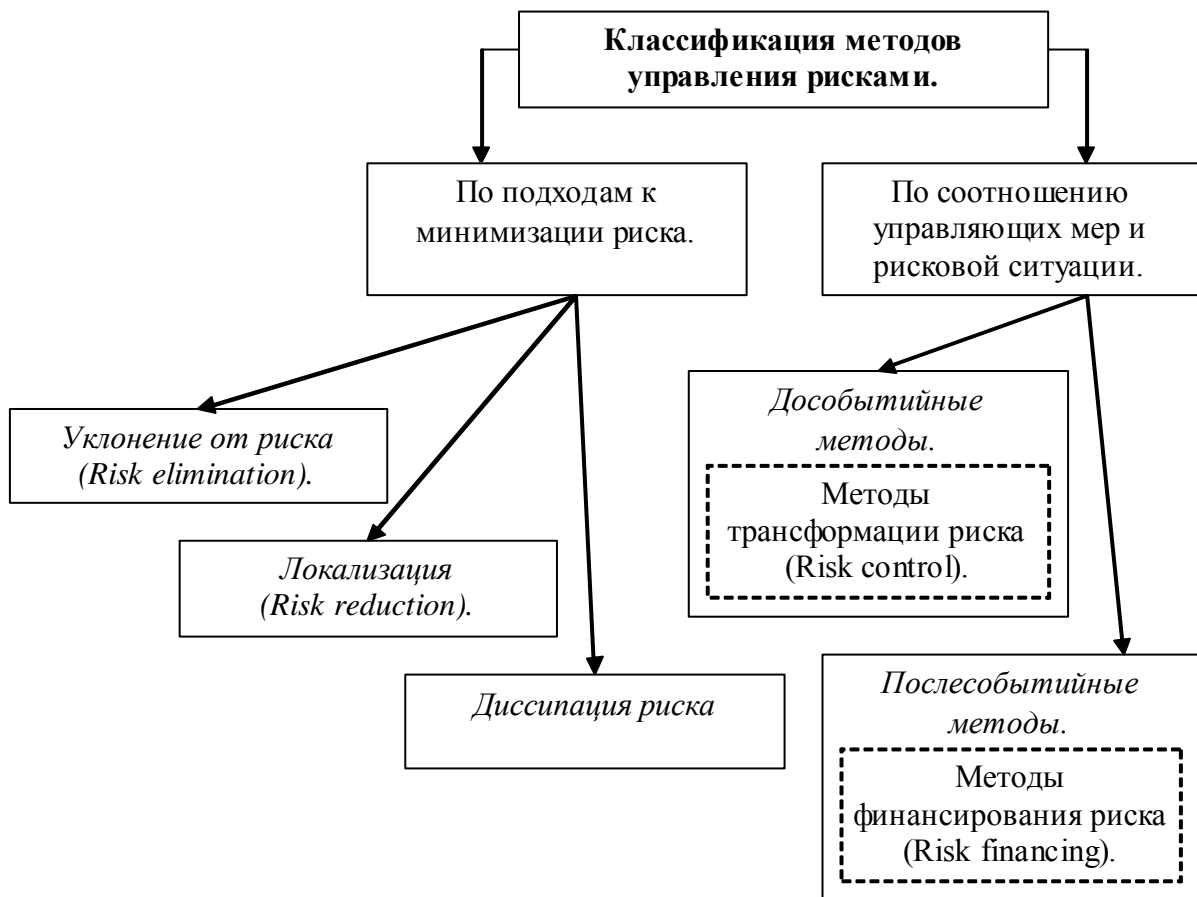 Классификация методов
управления рисками.
По подходам к
минимизации риска.
По соотношению
управляющих мер и
рисковой ситуации.
Уклонение от риска
(Risk elimination).
Локализация
(Risk reduction).
Диссипация риска
Дособытийные
методы.
Методы
трансформации риска
(Risk control).
Послесобытийные
методы.
Методы
финансирования риска
(Risk financing).